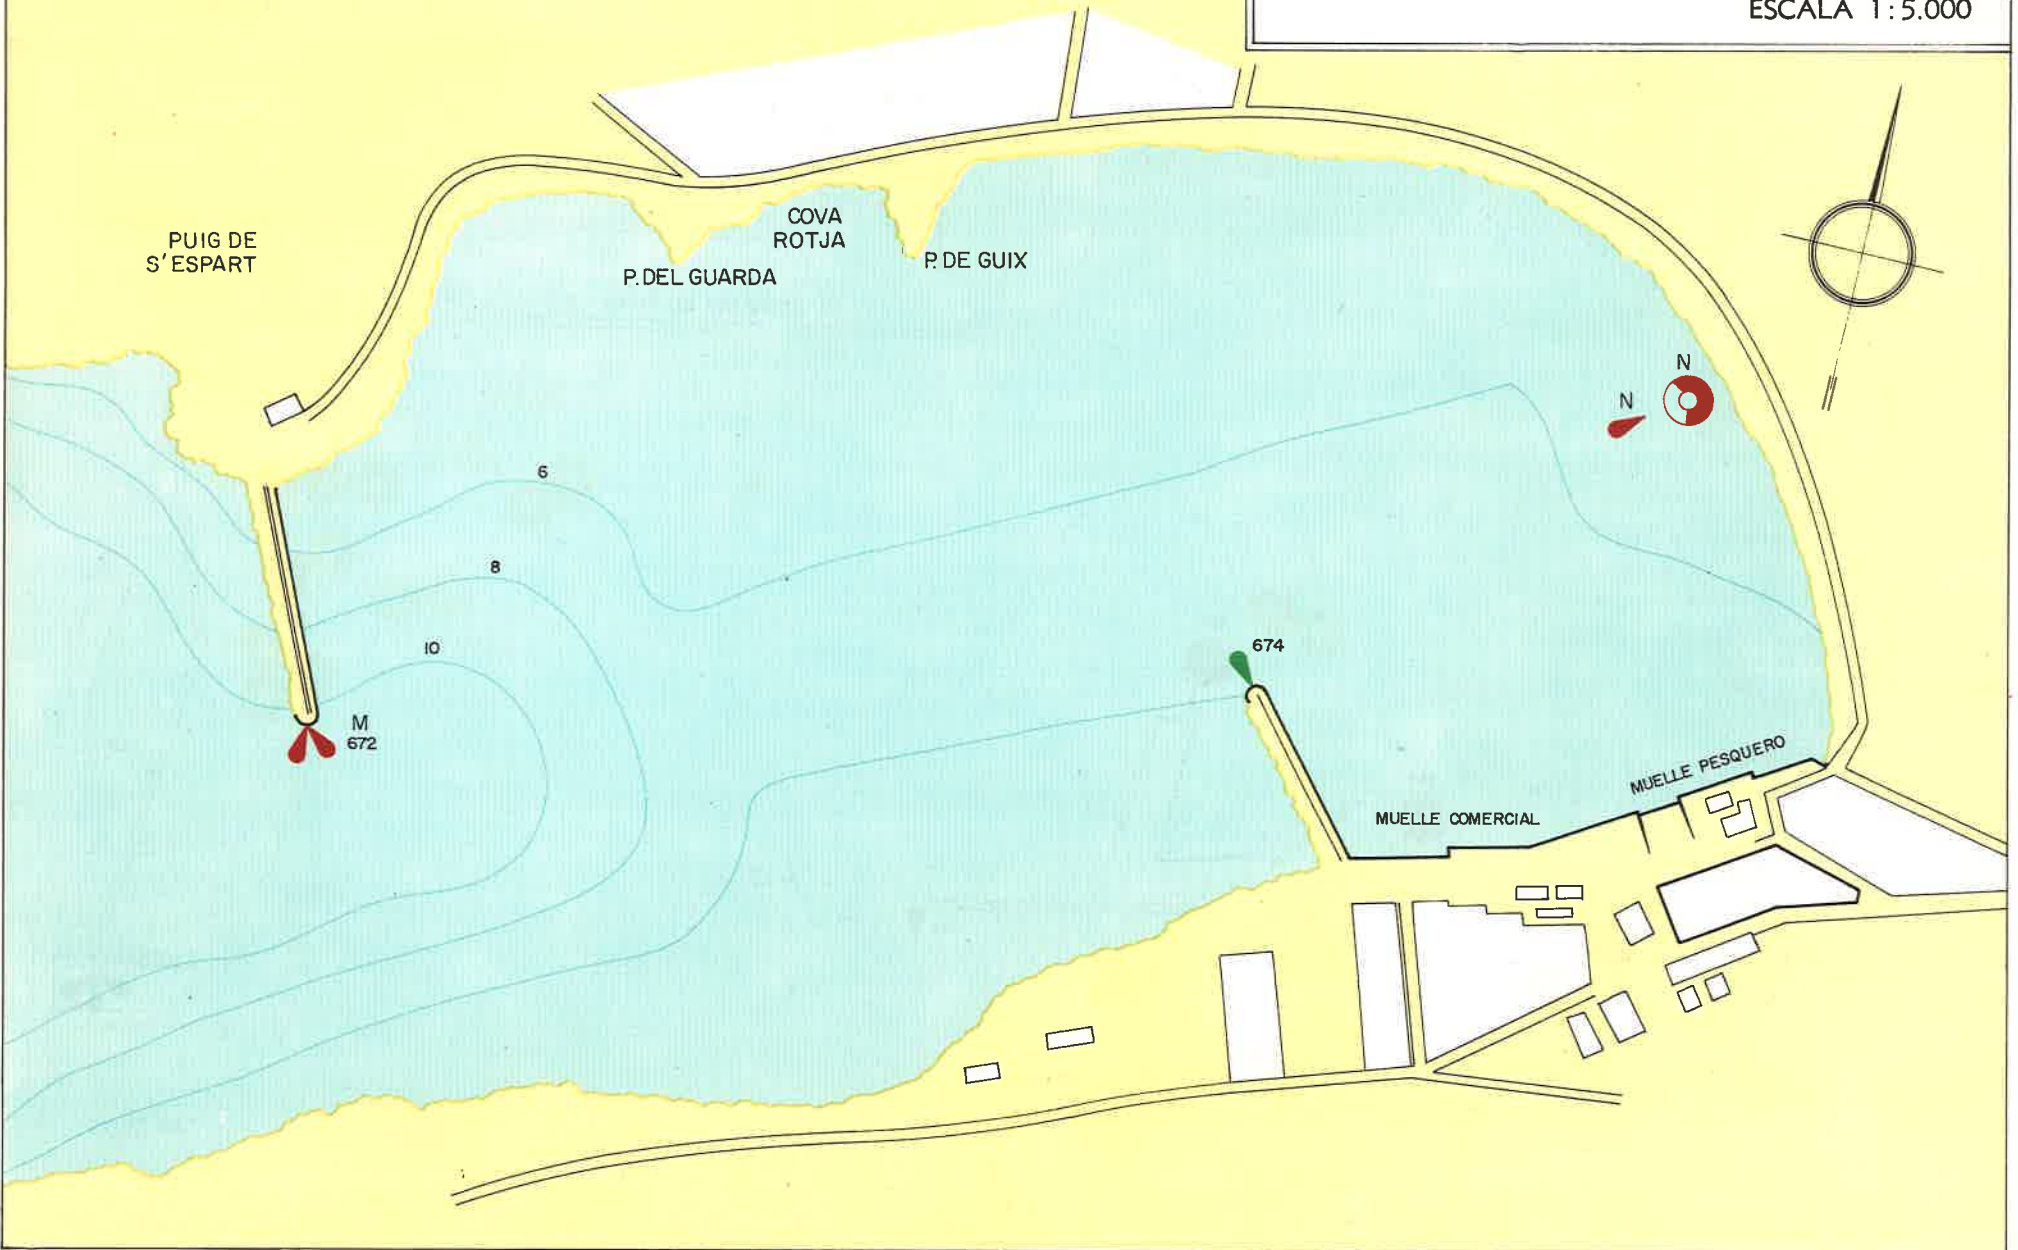 ESCALA 1:5.000
PUIG DE
S'ESPART
COVA
ROTJA
P. DEL GUARDA
P. DE GUIX
N
N
6
8
10
M
672
674
MUELLE PESQUERO
MUELLE COMERCIAL